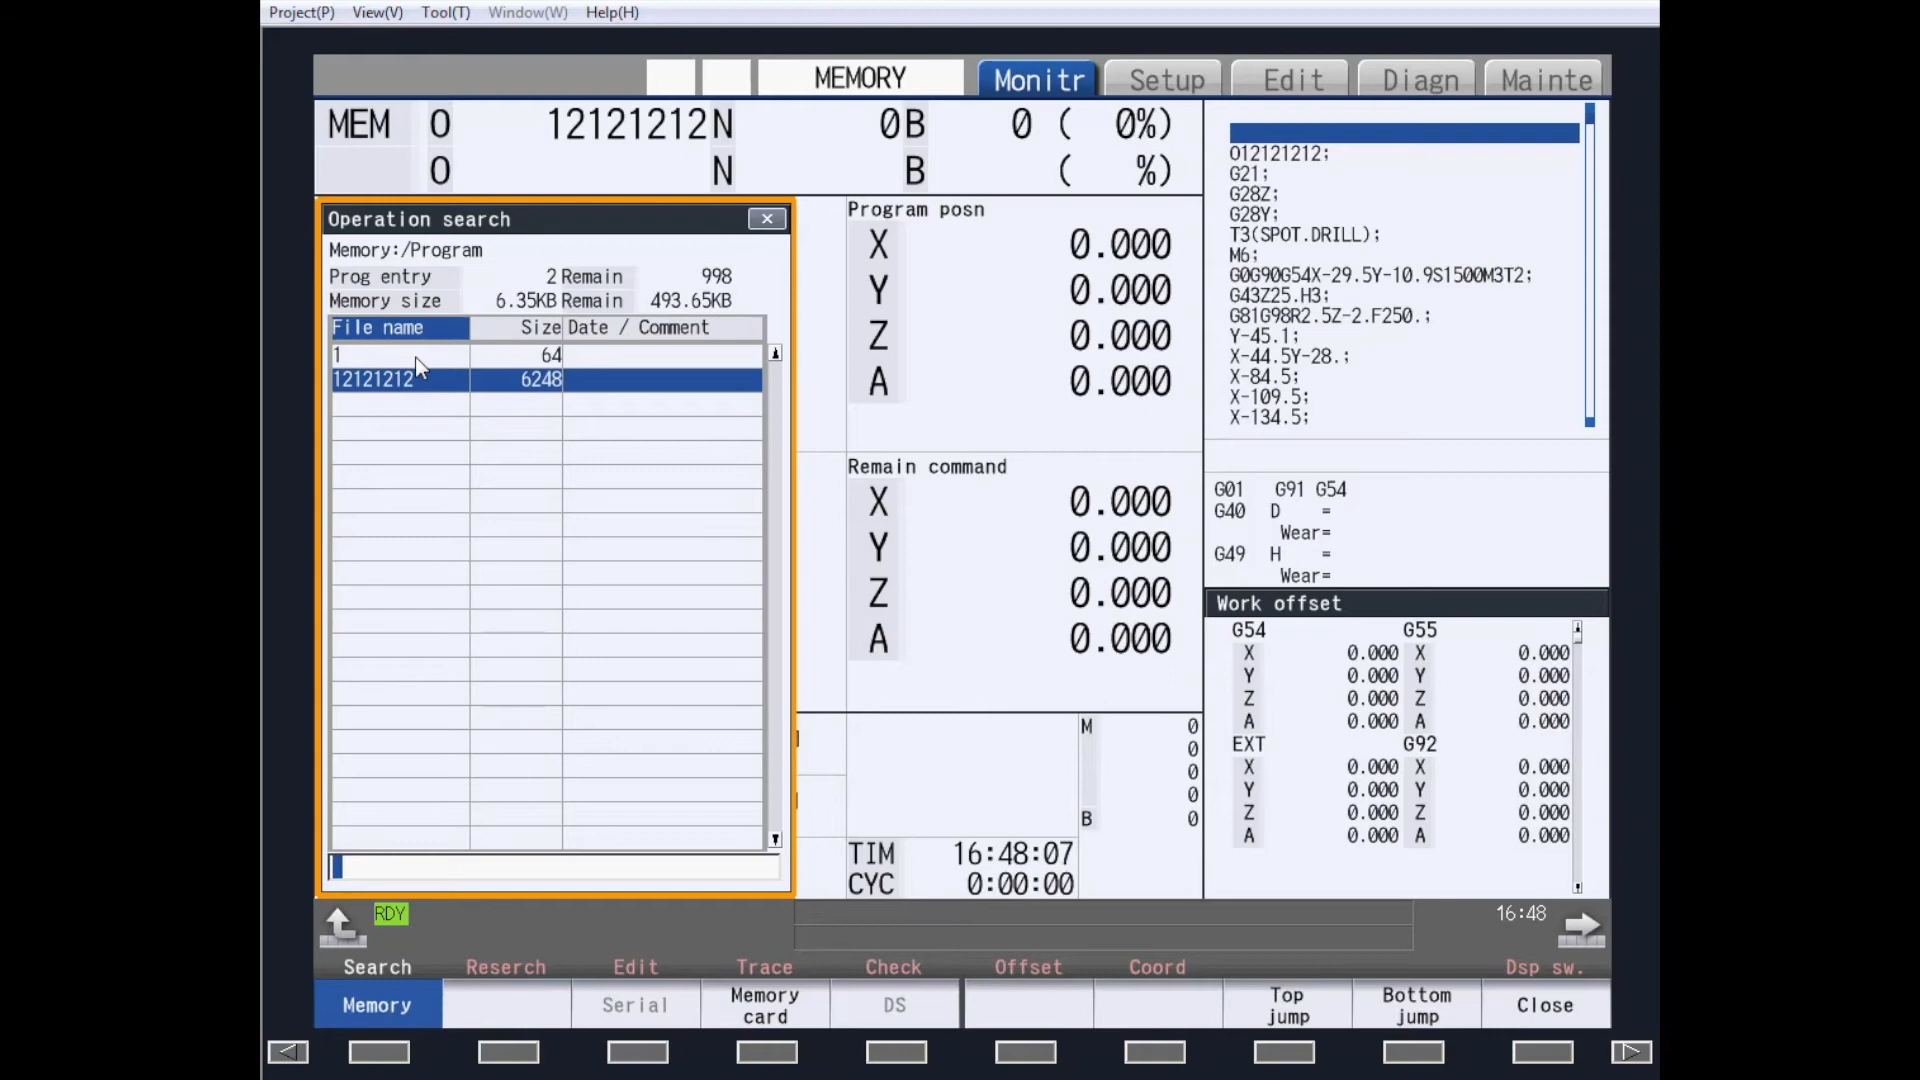 Project(P) View(V) Tool(T) Window(W) Help(H)
MEMORY Monitr Setup Edit Diagn Mainte
MEM O 12121212 N 0 B 0 ( 0%)
O N B ( %)
Operation search
Memory:/Program
Prog entry 2 Remain 998
Memory size 6.35KB Remain 493.65KB
File name Size Date / Comment
1 64
12121212 6248
Program posn
X 0.000
Y 0.000
Z 0.000
A 0.000
Remain command
X 0.000
Y 0.000
Z 0.000
A 0.000
M 0
0
0
0
B 0
TIM 16:48:07
CYC 0:00:00
O12121212;
G21;
G28Z;
G28Y;
T3(SPOT.DRILL);
M6;
G0G90G54X-29.5Y-10.9S1500M3T2;
G43Z25.H3;
G81G98R2.5Z-2.F250.;
Y-45.1;
X-44.5Y-28.;
X-84.5;
X-109.5;
X-134.5;
G01 G91 G54
G40 D =
Wear=
G49 H =
Wear=
Work offset
G54 G55
X 0.000 X 0.000
Y 0.000 Y 0.000
Z 0.000 Z 0.000
A 0.000 A 0.000
EXT G92
X 0.000 X 0.000
Y 0.000 Y 0.000
Z 0.000 Z 0.000
A 0.000 A 0.000
RDY 16:48
Search Reserch Edit Trace Check Offset Coord Dsp sw.
Memory Serial Memory card DS Top jump Bottom jump Close